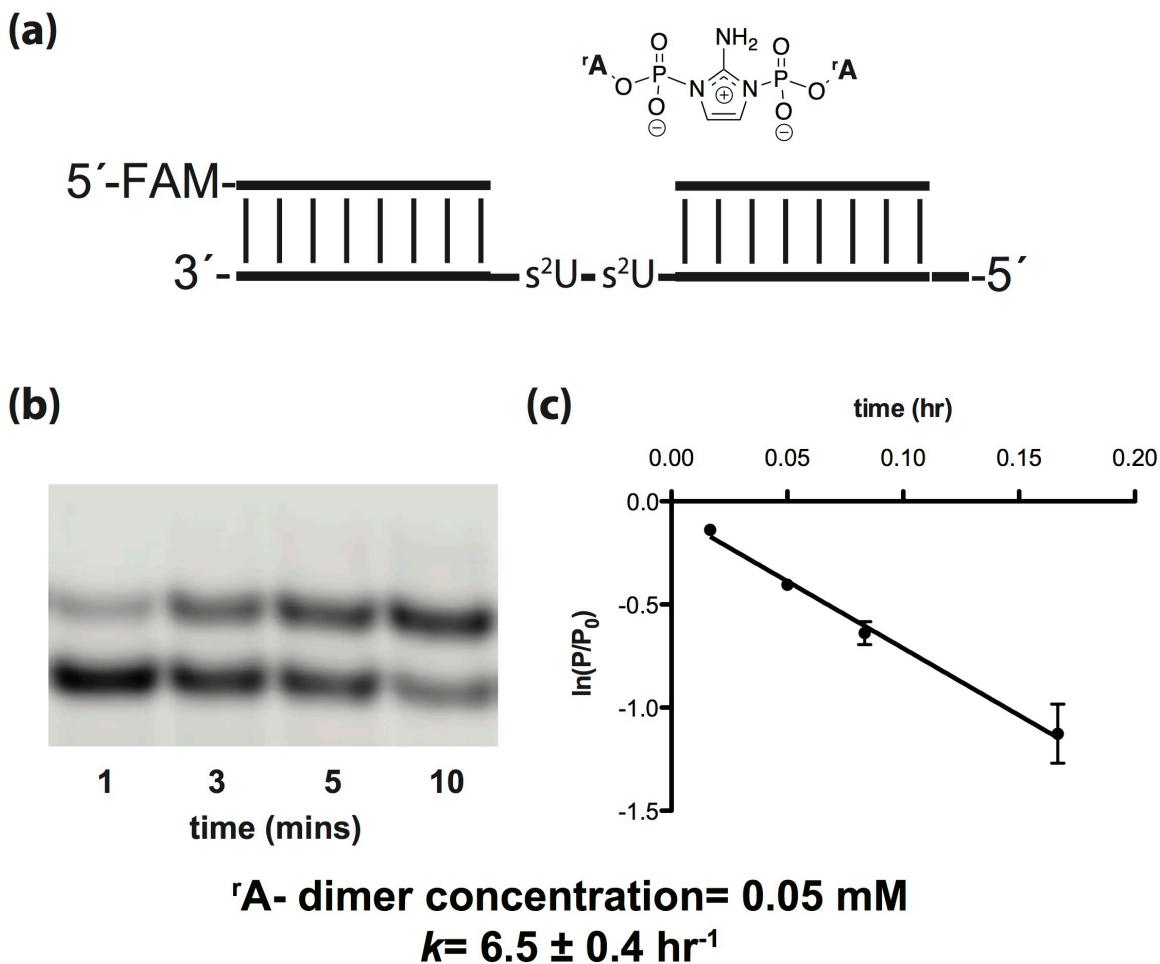 (a)
NH₂
O
O
ʳA
P
N
N
P
ʳA
O
⊕
O
O
O
⊖
⊖
5´-FAM-
3´-
s²U-s²U
-5´
(b)
(c)
time (hr)
0.00 0.05 0.10 0.15 0.20
0.0
-0.5
-1.0
-1.5
ln(P/P₀)
1 3 5 10
time (mins)
ʳA- dimer concentration= 0.05 mM
k= 6.5 ± 0.4 hr⁻¹